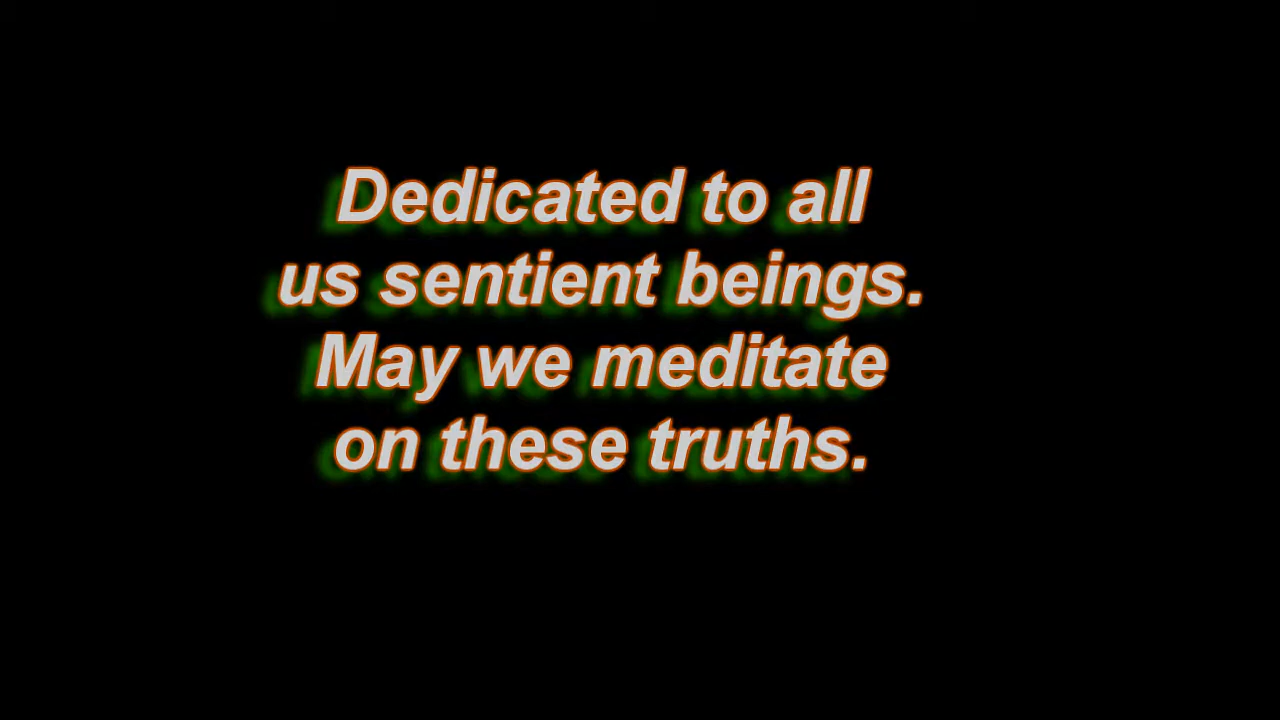 Dedicated to all
us sentient beings.
May we meditate
on these truths.